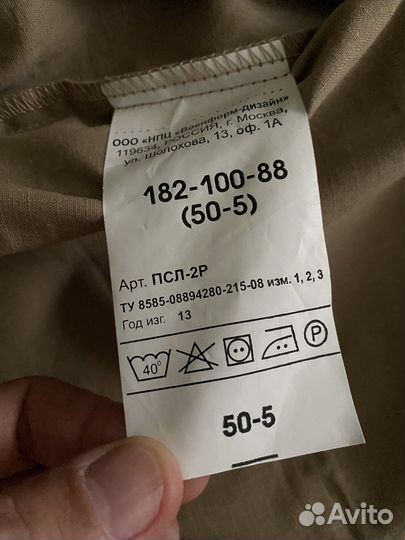 ООО «НПЦ «Военформ-дизайн»
119634, РОССИЯ, г. Москва,
ул. Шолохова, 13, оф. 1А
182-100-88
(50-5)
Арт. ПСЛ-2Р
ТУ 8585-08894280-215-08 изм. 1, 2, 3
Год изг. 13
40° P
50-5
Avito